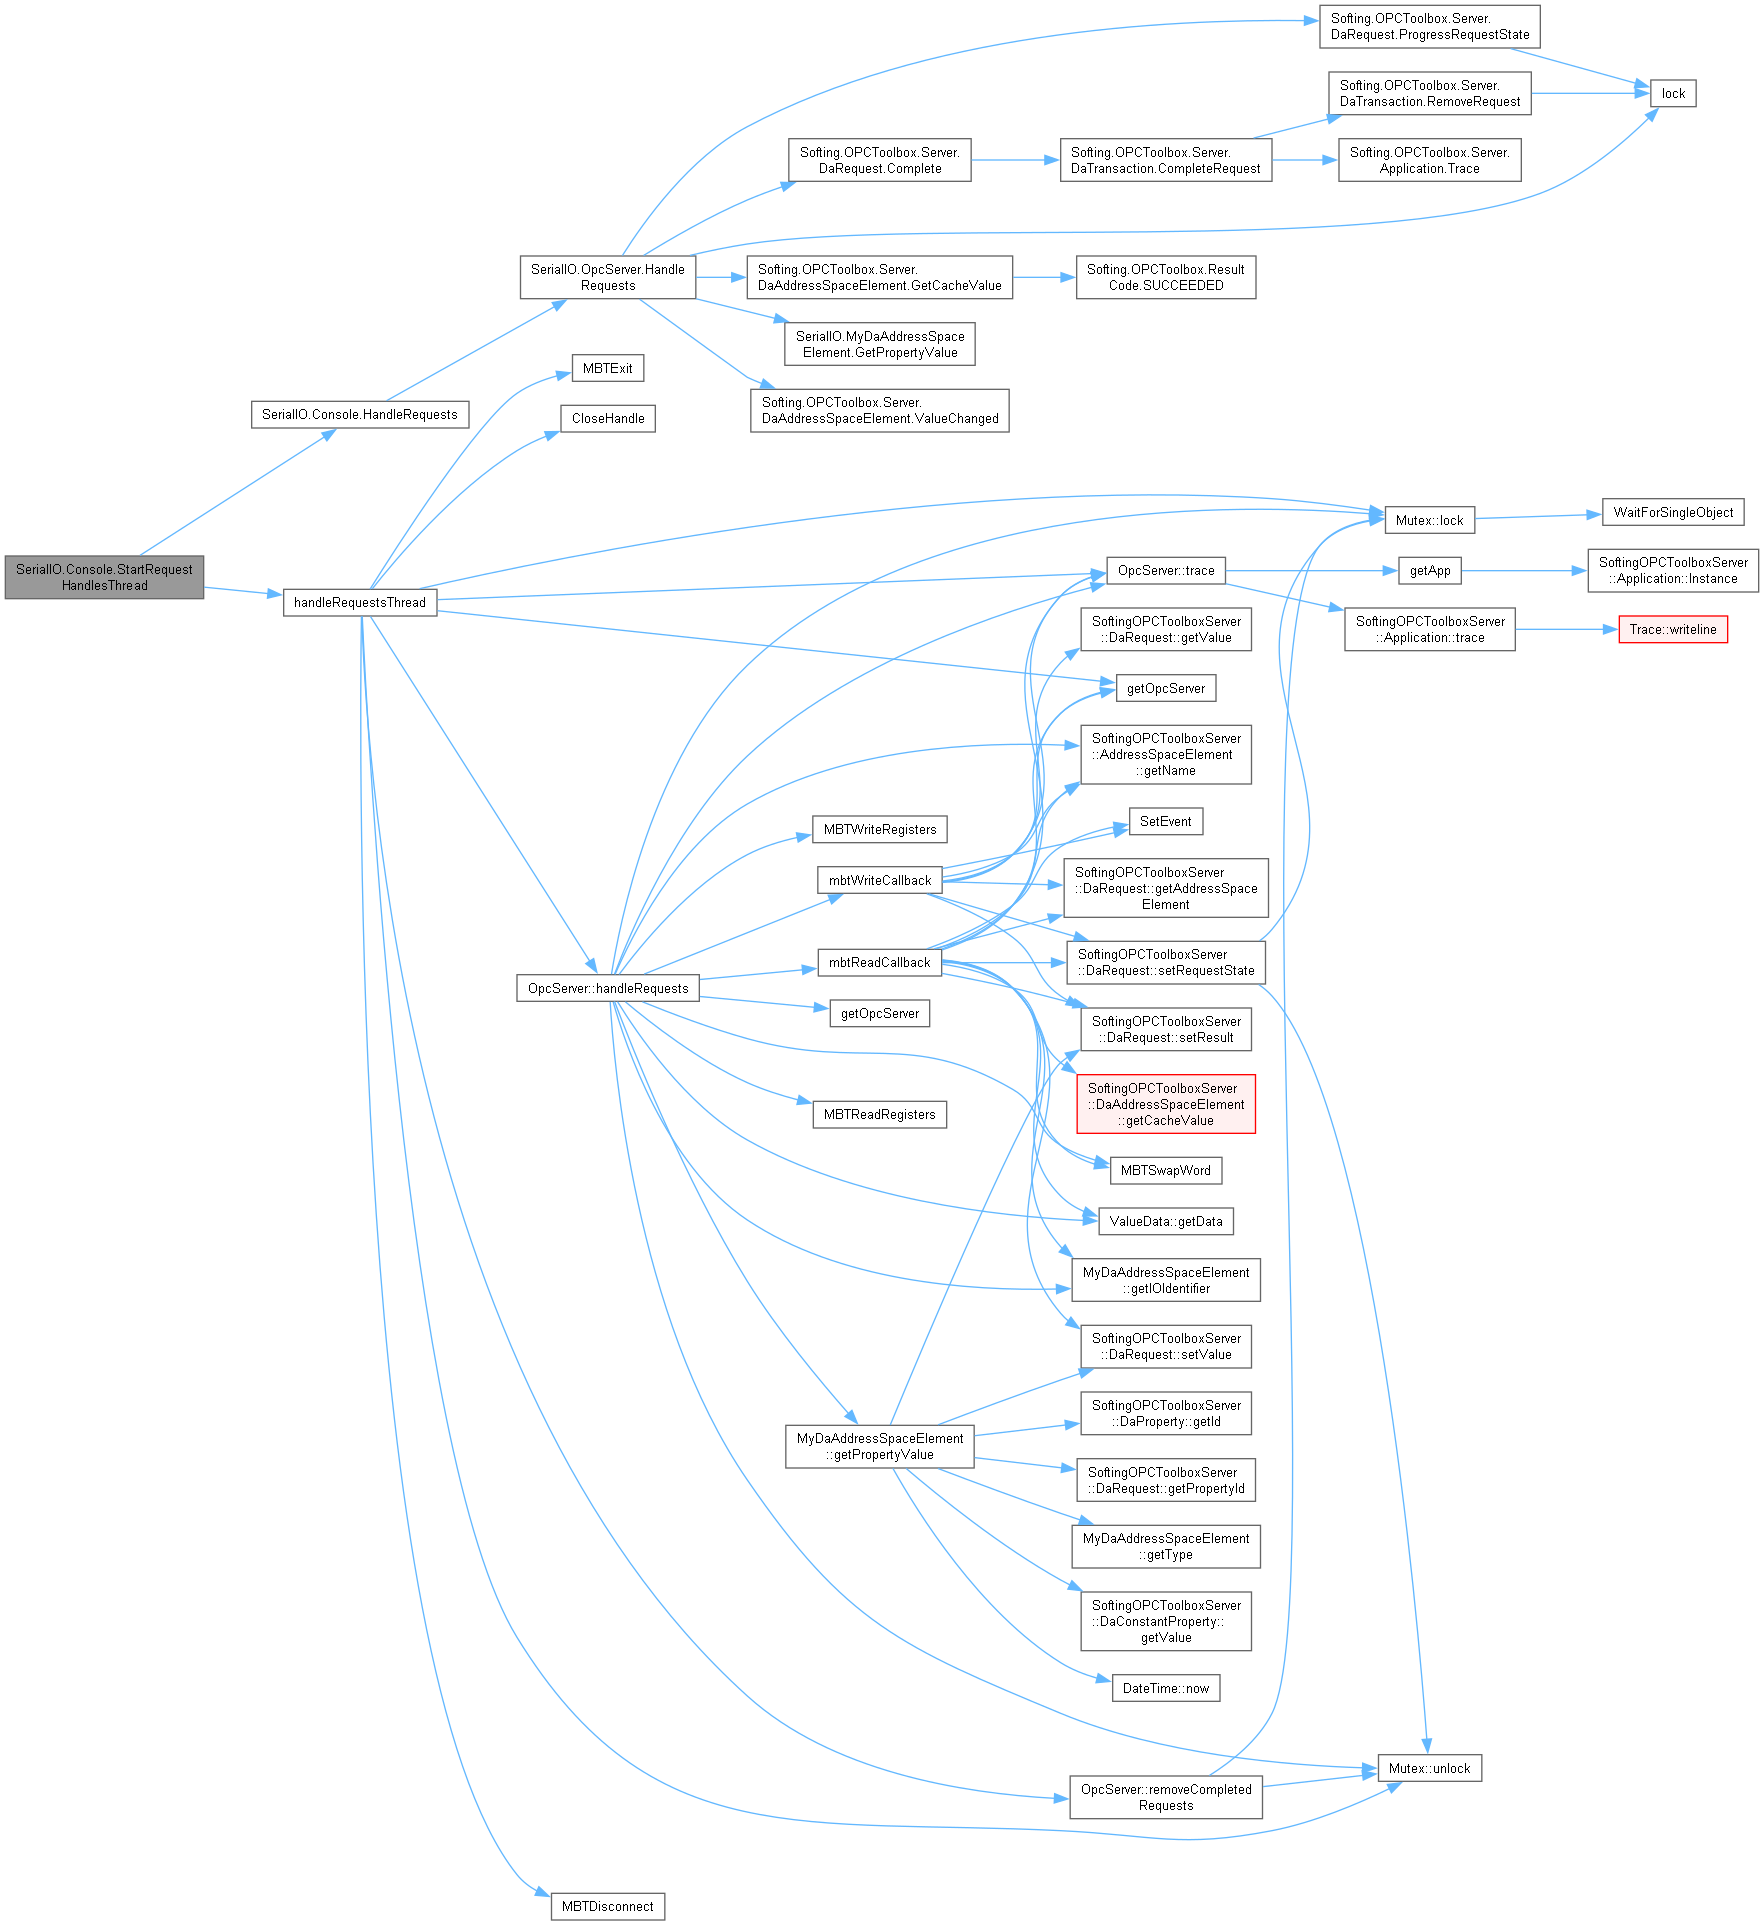 Softing.OPCToolbox.Server.
DaRequest.ProgressRequestState
Softing.OPCToolbox.Server.
DaTransaction.RemoveRequest
lock
Softing.OPCToolbox.Server.
DaRequest.Complete
Softing.OPCToolbox.Server.
DaTransaction.CompleteRequest
Softing.OPCToolbox.Server.
Application.Trace
SerialIO.OpcServer.Handle
Requests
Softing.OPCToolbox.Server.
DaAddressSpaceElement.GetCacheValue
Softing.OPCToolbox.Result
Code.SUCCEEDED
SerialIO.MyDaAddressSpace
Element.GetPropertyValue
MBTExit
Softing.OPCToolbox.Server.
DaAddressSpaceElement.ValueChanged
SerialIO.Console.HandleRequests
CloseHandle
Mutex::lock
WaitForSingleObject
SerialIO.Console.StartRequest
HandlesThread
handleRequestsThread
OpcServer::trace
getApp
SoftingOPCToolboxServer
::Application::Instance
SoftingOPCToolboxServer
::DaRequest::getValue
SoftingOPCToolboxServer
::Application::trace
Trace::writeline
getOpcServer
SoftingOPCToolboxServer
::AddressSpaceElement
::getName
MBTWriteRegisters
SetEvent
mbtWriteCallback
SoftingOPCToolboxServer
::DaRequest::getAddressSpace
Element
mbtReadCallback
SoftingOPCToolboxServer
::DaRequest::setRequestState
OpcServer::handleRequests
getOpcServer
SoftingOPCToolboxServer
::DaRequest::setResult
MBTReadRegisters
SoftingOPCToolboxServer
::DaAddressSpaceElement
::getCacheValue
MBTSwapWord
ValueData::getData
MyDaAddressSpaceElement
::getIOIdentifier
SoftingOPCToolboxServer
::DaRequest::setValue
MyDaAddressSpaceElement
::getPropertyValue
SoftingOPCToolboxServer
::DaProperty::getId
SoftingOPCToolboxServer
::DaRequest::getPropertyId
MyDaAddressSpaceElement
::getType
SoftingOPCToolboxServer
::DaConstantProperty::
getValue
DateTime::now
Mutex::unlock
OpcServer::removeCompleted
Requests
MBTDisconnect